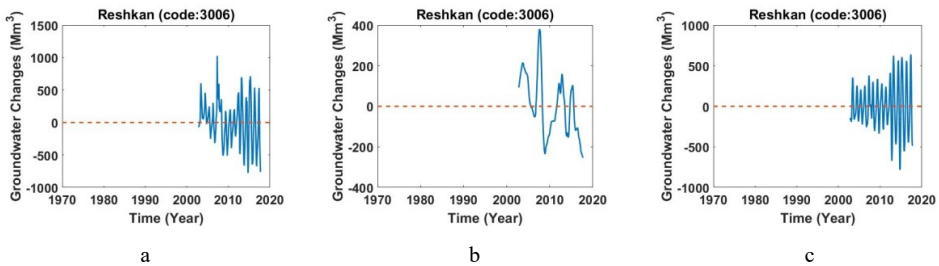 Reshkan (code:3006)
Groundwater Changes (Mm³)
1500
1000
500
0
-500
-1000
1970 1980 1990 2000 2010 2020
Time (Year)
a
Reshkan (code:3006)
Groundwater Changes (Mm³)
400
200
0
-200
-400
1970 1980 1990 2000 2010 2020
Time (Year)
b
Reshkan (code:3006)
Groundwater Changes (Mm³)
1000
500
0
-500
-1000
1970 1980 1990 2000 2010 2020
Time (Year)
c